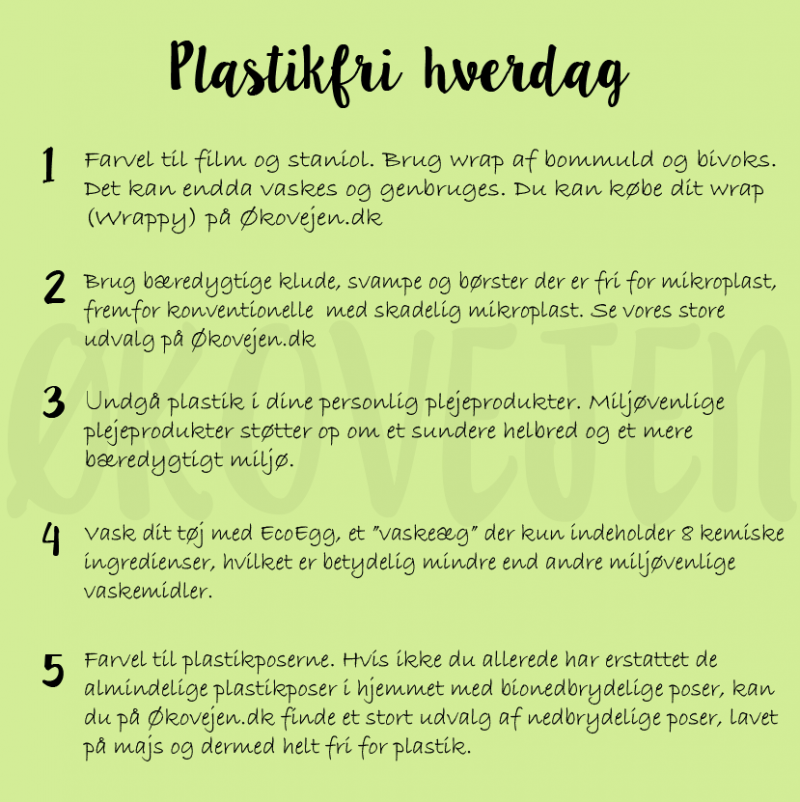 Plastikfri hverdag
1 Farvel til film og staniol. Brug wrap af bommuld og bivoks.
Det kan endda vaskes og genbruges. Du kan købe dit wrap
(Wrappy) på Økovejen.dk
2 Brug bæredygtige klude, svampe og børster der er fri for mikroplast,
fremfor konventionelle med skadelig mikroplast. Se vores store
udvalg på Økovejen.dk
ØKOVEJEN
3 Undgå plastik i dine personlig plejeprodukter. Miljøvenlige
plejeprodukter støtter op om et sundere helbred og et mere
bæredygtigt miljø.
4 Vask dit tøj med EcoEgg, et "vaskeæg" der kun indeholder 8 kemiske
ingredienser, hvilket er betydelig mindre end andre miljøvenlige
vaskemidler.
5 Farvel til plastikposerne. Hvis ikke du allerede har erstattet de
almindelige plastikposer i hjemmet med bionedbrydelige poser, kan
du på Økovejen.dk finde et stort udvalg af nedbrydelige poser, lavet
på majs og dermed helt fri for plastik.